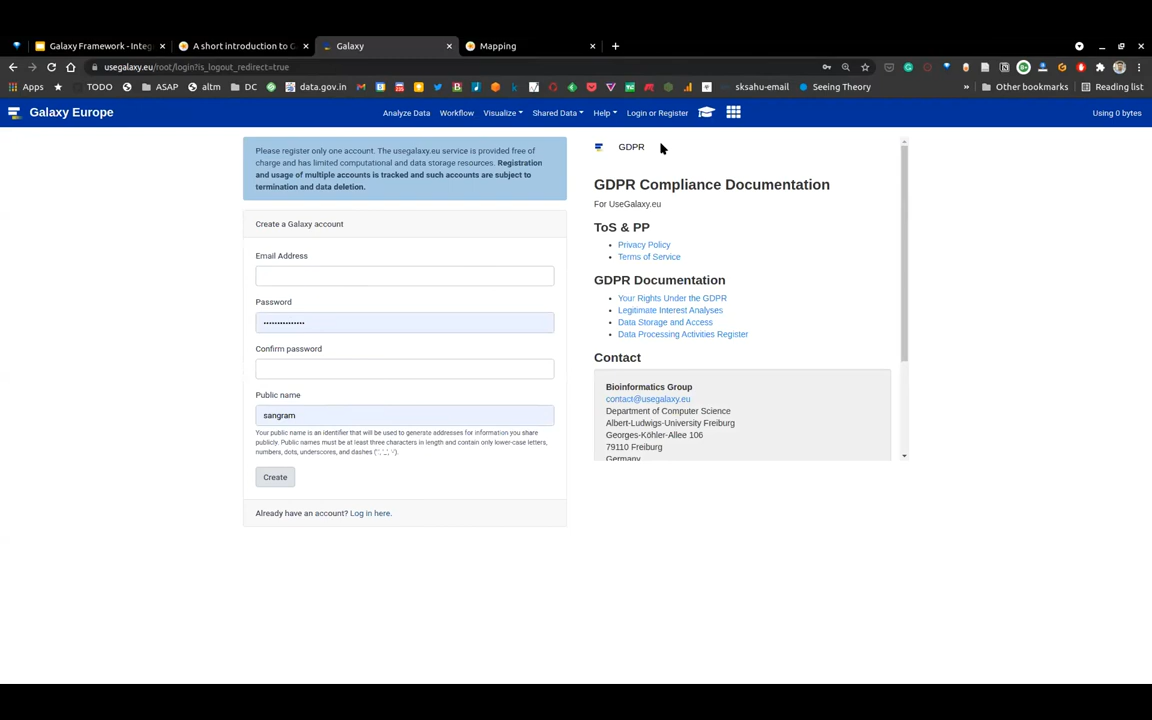 Galaxy Framework - Integ
A short introduction to G
Galaxy
Mapping
usegalaxy.eu/root/login?is_logout_redirect=true
Apps
TODO
ASAP
altm
DC
data.gov.in
sksahu-email
Seeing Theory
»
Other bookmarks
Reading list
Galaxy Europe
Analyze Data
Workflow
Visualize
Shared Data
Help
Login or Register
Using 0 bytes
Please register only one account. The usegalaxy.eu service is provided free of
charge and has limited computational and data storage resources. Registration
and usage of multiple accounts is tracked and such accounts are subject to
termination and data deletion.
Create a Galaxy account
Email Address
Password
•••••••••••••••
Confirm password
Public name
sangram
Your public name is an identifier that will be used to generate addresses for information you share
publicly. Public names must be at least three characters in length and contain only lower-case letters,
numbers, dots, underscores, and dashes ('.', '_', '-').
Create
Already have an account? Log in here.
GDPR
GDPR Compliance Documentation
For UseGalaxy.eu
ToS & PP
• Privacy Policy
• Terms of Service
GDPR Documentation
• Your Rights Under the GDPR
• Legitimate Interest Analyses
• Data Storage and Access
• Data Processing Activities Register
Contact
Bioinformatics Group
contact@usegalaxy.eu
Department of Computer Science
Albert-Ludwigs-University Freiburg
Georges-Köhler-Allee 106
79110 Freiburg
Germany